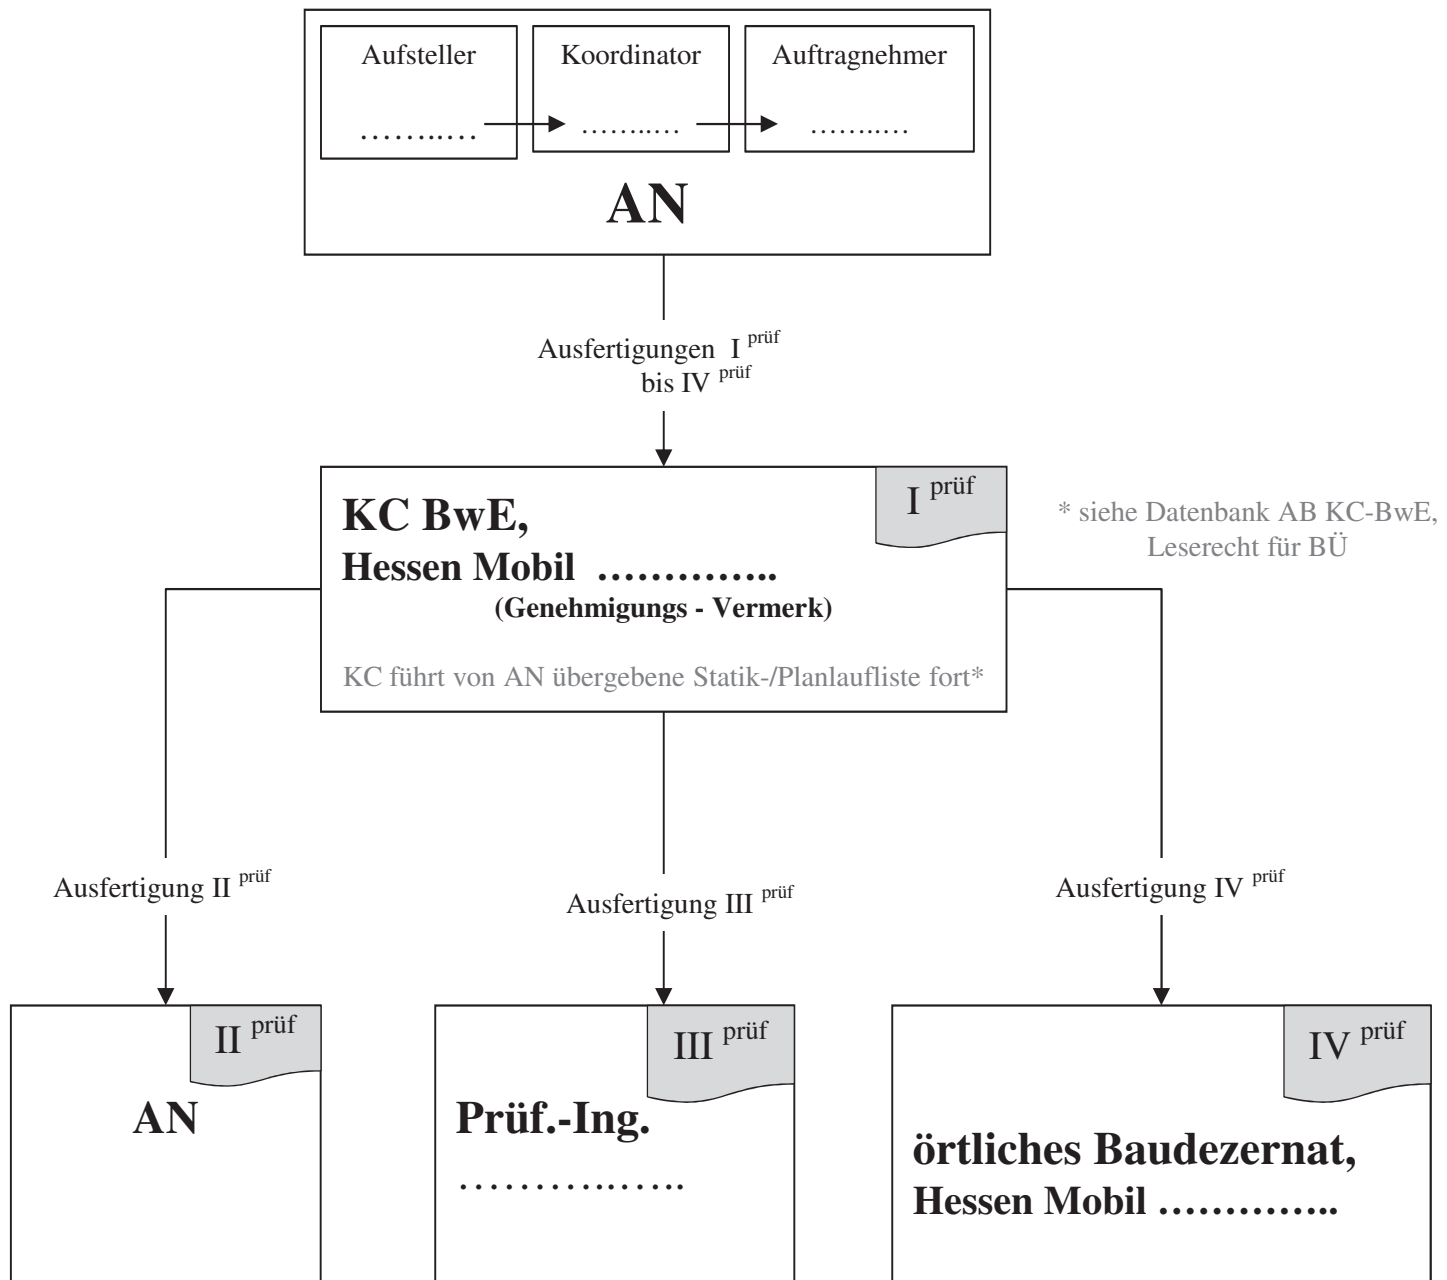 Aufsteller
……..…
Koordinator
……..…
Auftragnehmer
……..…
AN
Ausfertigungen I prüf
bis IV prüf
I prüf
KC BwE,
Hessen Mobil …………..
(Genehmigungs - Vermerk)
KC führt von AN übergebene Statik-/Planlaufliste fort*
* siehe Datenbank AB KC-BwE,
Leserecht für BÜ
Ausfertigung II prüf
Ausfertigung III prüf
Ausfertigung IV prüf
II prüf
AN
III prüf
Prüf.-Ing.
………..…..
IV prüf
örtliches Baudezernat,
Hessen Mobil …………..